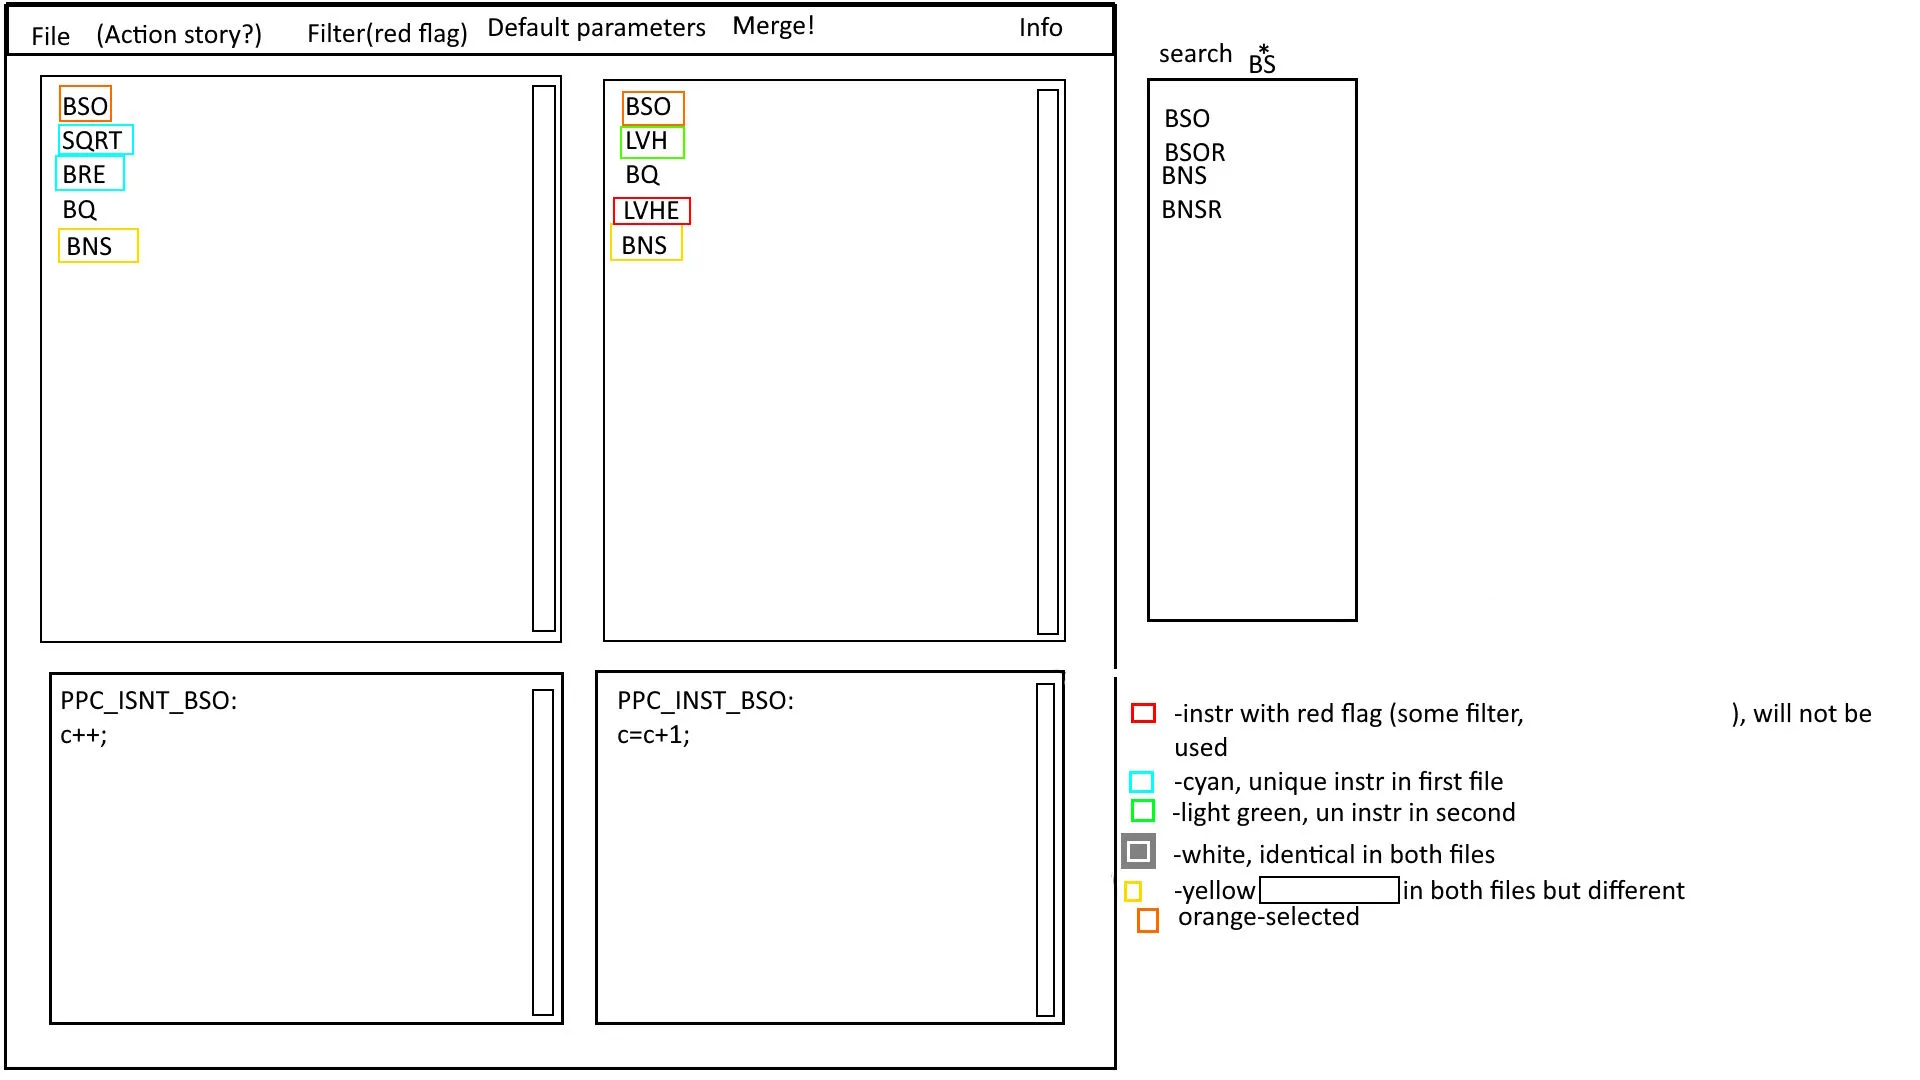 File (Action story?) Filter(red flag) Default parameters Merge! Info
BSO
SQRT
BRE
BQ
BNS
BSO
LVH
BQ
LVHE
BNS
search *BS
BSO
BSOR
BNS
BNSR
PPC_ISNT_BSO:
c++;
PPC_INST_BSO:
c=c+1;
-instr with red flag (some filter, ), will not be
used
-cyan, unique instr in first file
-light green, un instr in second
-white, identical in both files
-yellow in both files but different
orange-selected